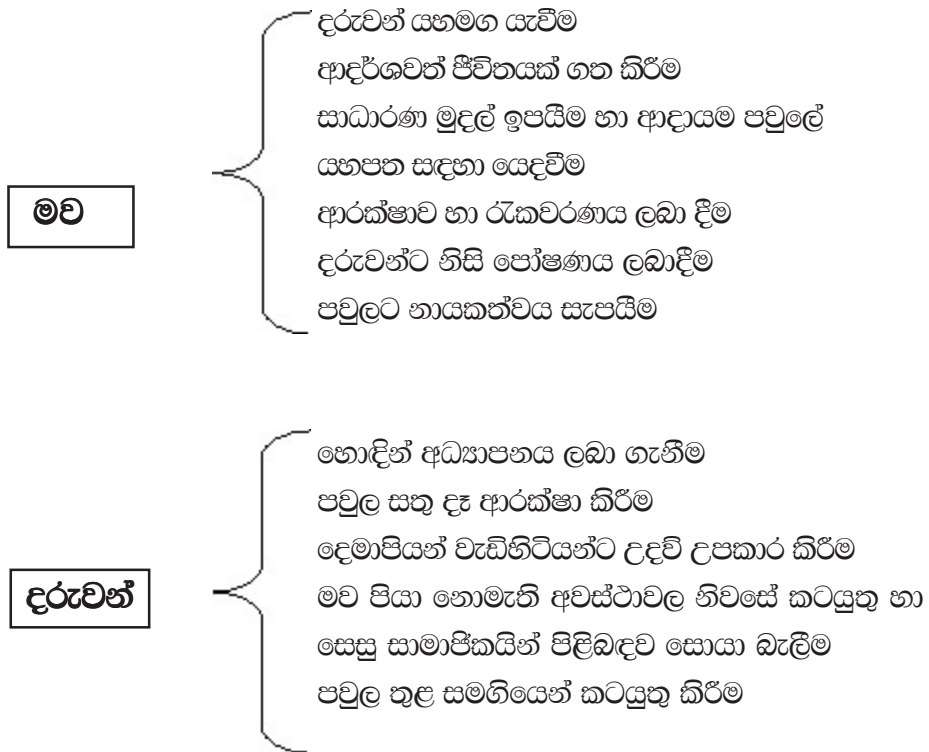 දරුවන් යහමග යැවීම
ආදර්ශවත් ජීවිතයක් ගත කිරීම
සාධාරණ මුදල් ඉපයීම හා ආදායම පවුලේ
යහපත සඳහා යෙදවීම
මව
ආරක්ෂාව හා රැකවරණය ලබා දීම
දරුවන්ට නිසි පෝෂණය ලබාදීම
පවුලට නායකත්වය සැපයීම
හොඳින් අධ්‍යාපනය ලබා ගැනීම
පවුල සතු දෑ ආරක්ෂා කිරීම
දෙමාපියන් වැඩිහිටියන්ට උදව් උපකාර කිරීම
දරුවන්
මව පියා නොමැති අවස්ථාවල නිවසේ කටයුතු හා
සෙසු සාමාජිකයින් පිළිබඳව සොයා බැලීම
පවුල තුළ සමගියෙන් කටයුතු කිරීම